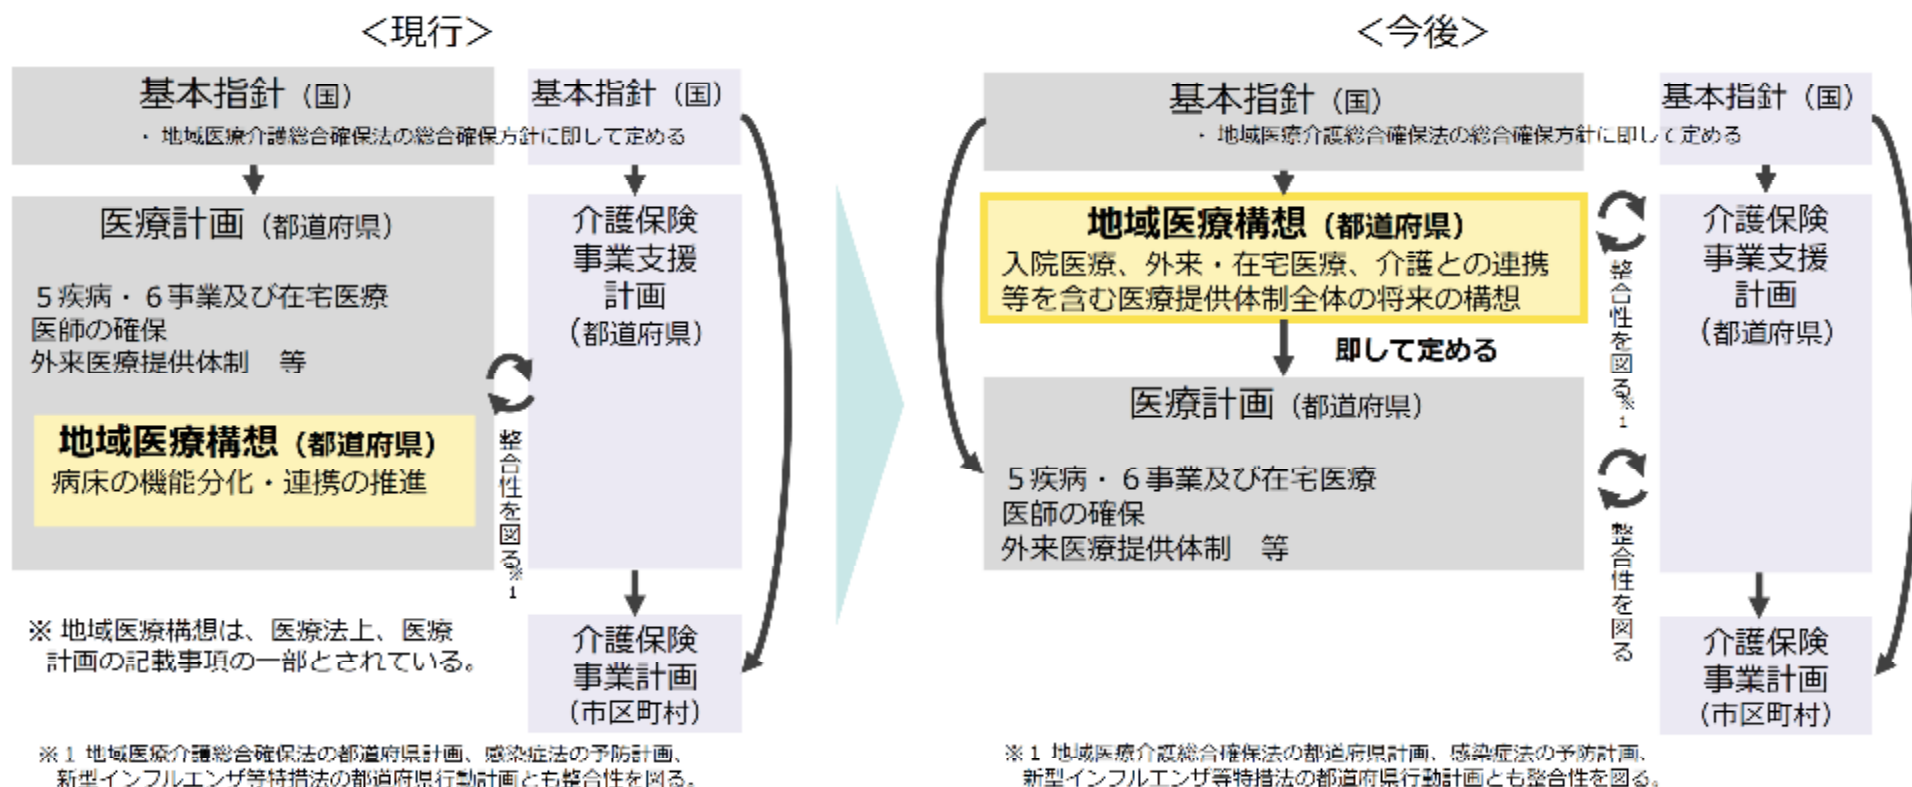 ＜現行＞
基本指針（国）
・ 地域医療介護総合確保法の総合確保方針に即して定める
基本指針（国）
医療計画（都道府県）
５疾病・６事業及び在宅医療
医師の確保
外来医療提供体制　等
地域医療構想（都道府県）
病床の機能分化・連携の推進
整合性を図る※1
介護保険
事業支援
計画
（都道府県）
介護保険
事業計画
（市区町村）
※ 地域医療構想は、医療法上、医療
計画の記載事項の一部とされている。
※１ 地域医療介護総合確保法の都道府県計画、感染症法の予防計画、
新型インフルエンザ等特措法の都道府県行動計画とも整合性を図る。
＜今後＞
基本指針（国）
・ 地域医療介護総合確保法の総合確保方針に即して定める
基本指針（国）
地域医療構想（都道府県）
入院医療、外来・在宅医療、介護との連携
等を含む医療提供体制全体の将来の構想
即して定める
医療計画（都道府県）
５疾病・６事業及び在宅医療
医師の確保
外来医療提供体制　等
整合性を図る※1
整合性を図る
介護保険
事業支援
計画
（都道府県）
介護保険
事業計画
（市区町村）
※１ 地域医療介護総合確保法の都道府県計画、感染症法の予防計画、
新型インフルエンザ等特措法の都道府県行動計画とも整合性を図る。